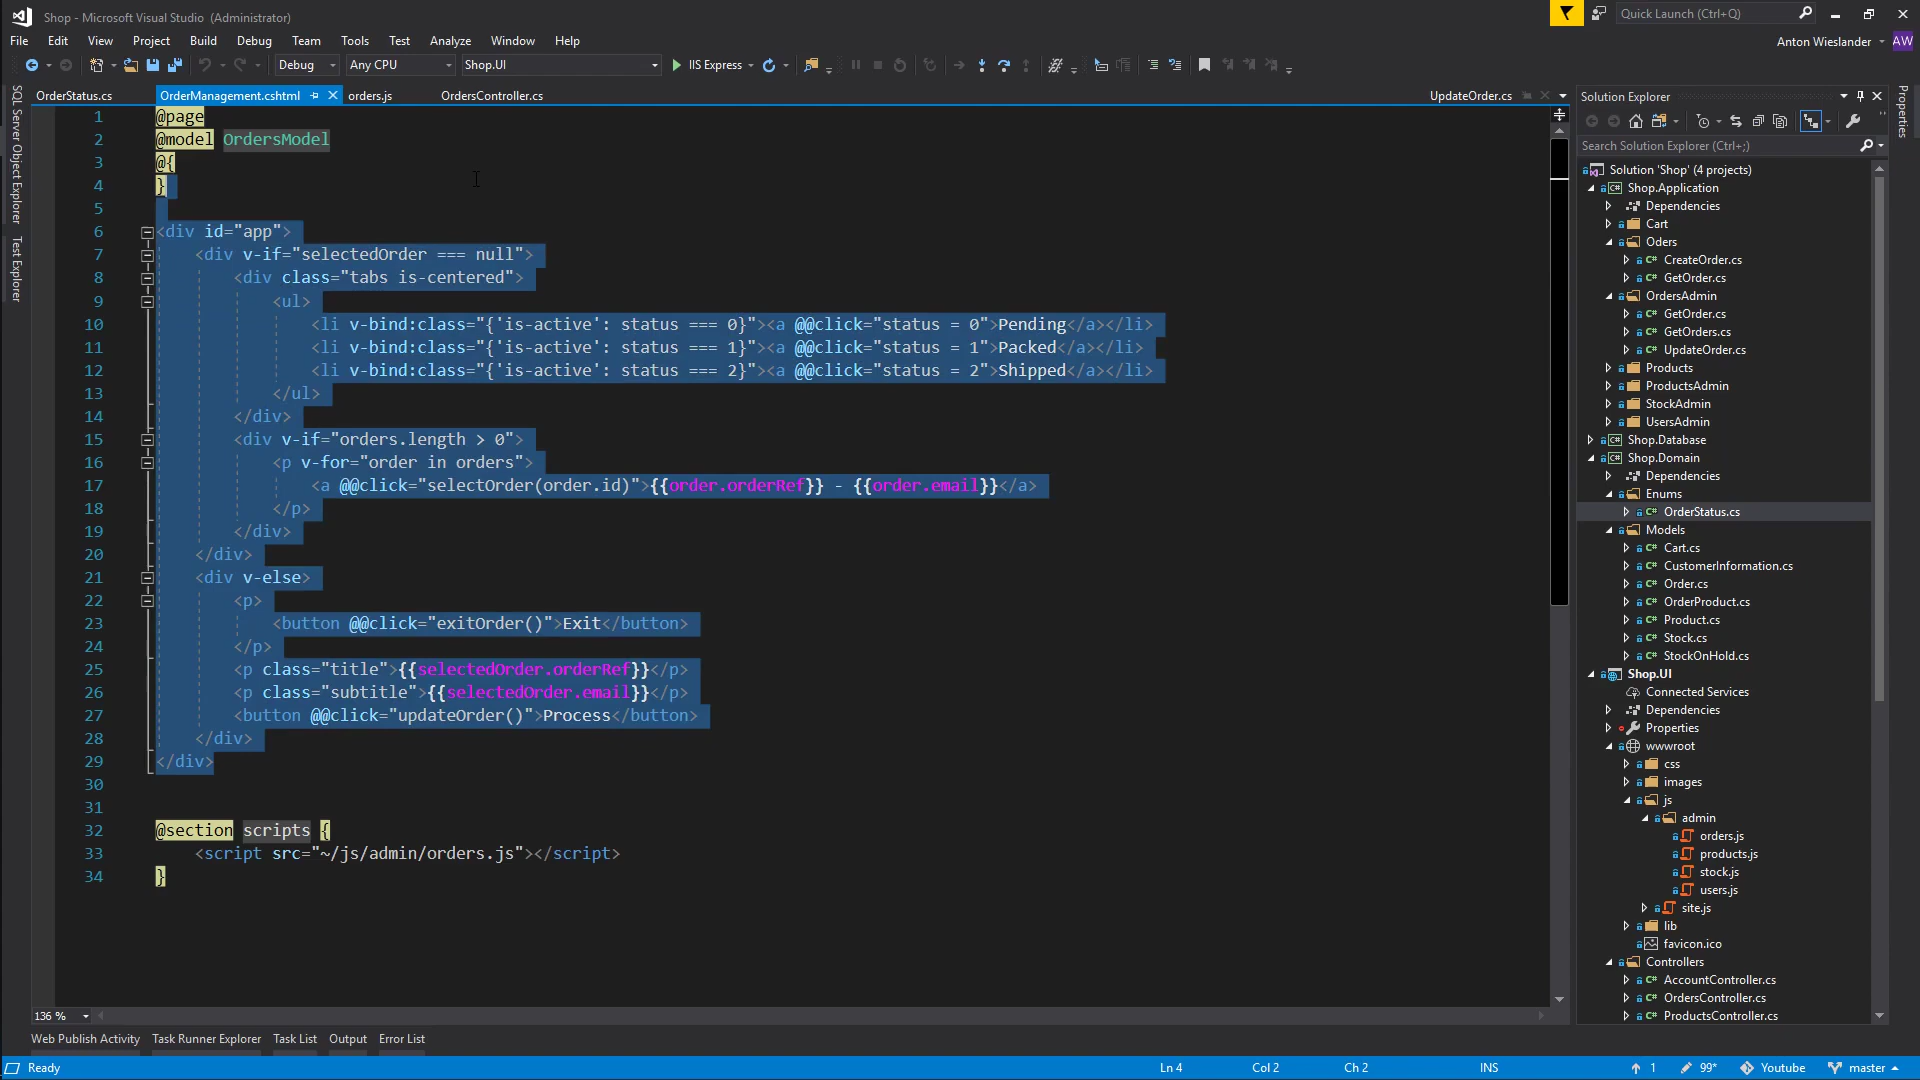 Shop - Microsoft Visual Studio (Administrator)
Quick Launch (Ctrl+Q)
File Edit View Project Build Debug Team Tools Test Analyze Window Help
Anton Wieslander AW
Debug Any CPU Shop.UI IIS Express
OrderStatus.cs OrderManagement.cshtml orders.js OrdersController.cs UpdateOrder.cs
SQL Server Object Explorer
Test Explorer
1 @page
2 @model OrdersModel
3 @{
4 }
5
6 <div id="app">
7 <div v-if="selectedOrder === null">
8 <div class="tabs is-centered">
9 <ul>
10 <li v-bind:class="{'is-active': status === 0}"><a @@click="status = 0">Pending</a></li>
11 <li v-bind:class="{'is-active': status === 1}"><a @@click="status = 1">Packed</a></li>
12 <li v-bind:class="{'is-active': status === 2}"><a @@click="status = 2">Shipped</a></li>
13 </ul>
14 </div>
15 <div v-if="orders.length > 0">
16 <p v-for="order in orders">
17 <a @@click="selectOrder(order.id)">{{order.orderRef}} - {{order.email}}</a>
18 </p>
19 </div>
20 </div>
21 <div v-else>
22 <p>
23 <button @@click="exitOrder()">Exit</button>
24 </p>
25 <p class="title">{{selectedOrder.orderRef}}</p>
26 <p class="subtitle">{{selectedOrder.email}}</p>
27 <button @@click="updateOrder()">Process</button>
28 </div>
29 </div>
30
31
32 @section scripts {
33 <script src="~/js/admin/orders.js"></script>
34 }
136 %
Solution Explorer
Search Solution Explorer (Ctrl+;)
Solution 'Shop' (4 projects)
Shop.Application
Dependencies
Cart
Oders
CreateOrder.cs
GetOrder.cs
OrdersAdmin
GetOrder.cs
GetOrders.cs
UpdateOrder.cs
Products
ProductsAdmin
StockAdmin
UsersAdmin
Shop.Database
Shop.Domain
Dependencies
Enums
OrderStatus.cs
Models
Cart.cs
CustomerInformation.cs
Order.cs
OrderProduct.cs
Product.cs
Stock.cs
StockOnHold.cs
Shop.UI
Connected Services
Dependencies
Properties
wwwroot
css
images
js
admin
orders.js
products.js
stock.js
users.js
site.js
lib
favicon.ico
Controllers
AccountController.cs
OrdersController.cs
ProductsController.cs
Properties
Web Publish Activity Task Runner Explorer Task List Output Error List
Ready Ln 4 Col 2 Ch 2 INS 1 99* Youtube master